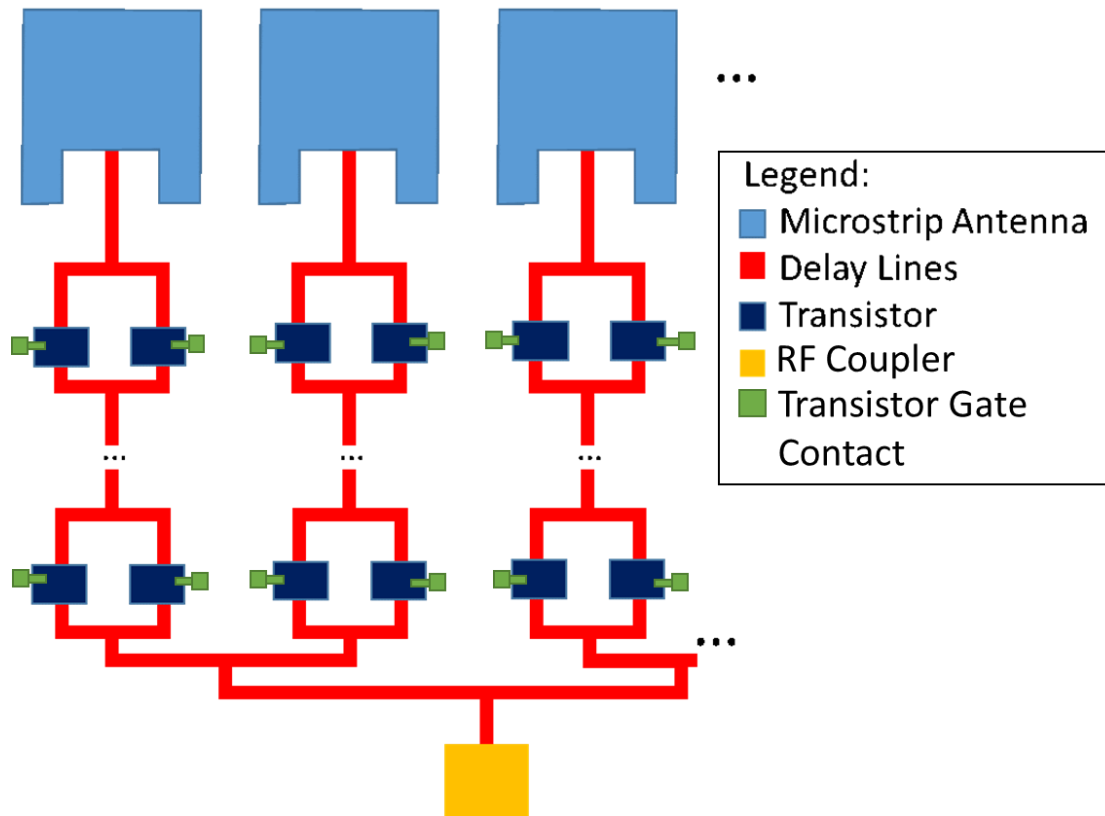 ...
Legend:
Microstrip Antenna
Delay Lines
Transistor
RF Coupler
Transistor Gate
Contact
... ... ...
...